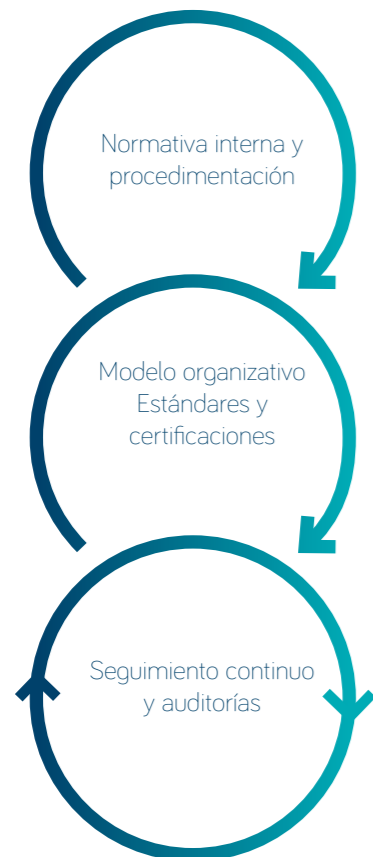 Normativa interna y
procedimentación
Modelo organizativo
Estándares y
certificaciones
Seguimiento continuo
y auditorías